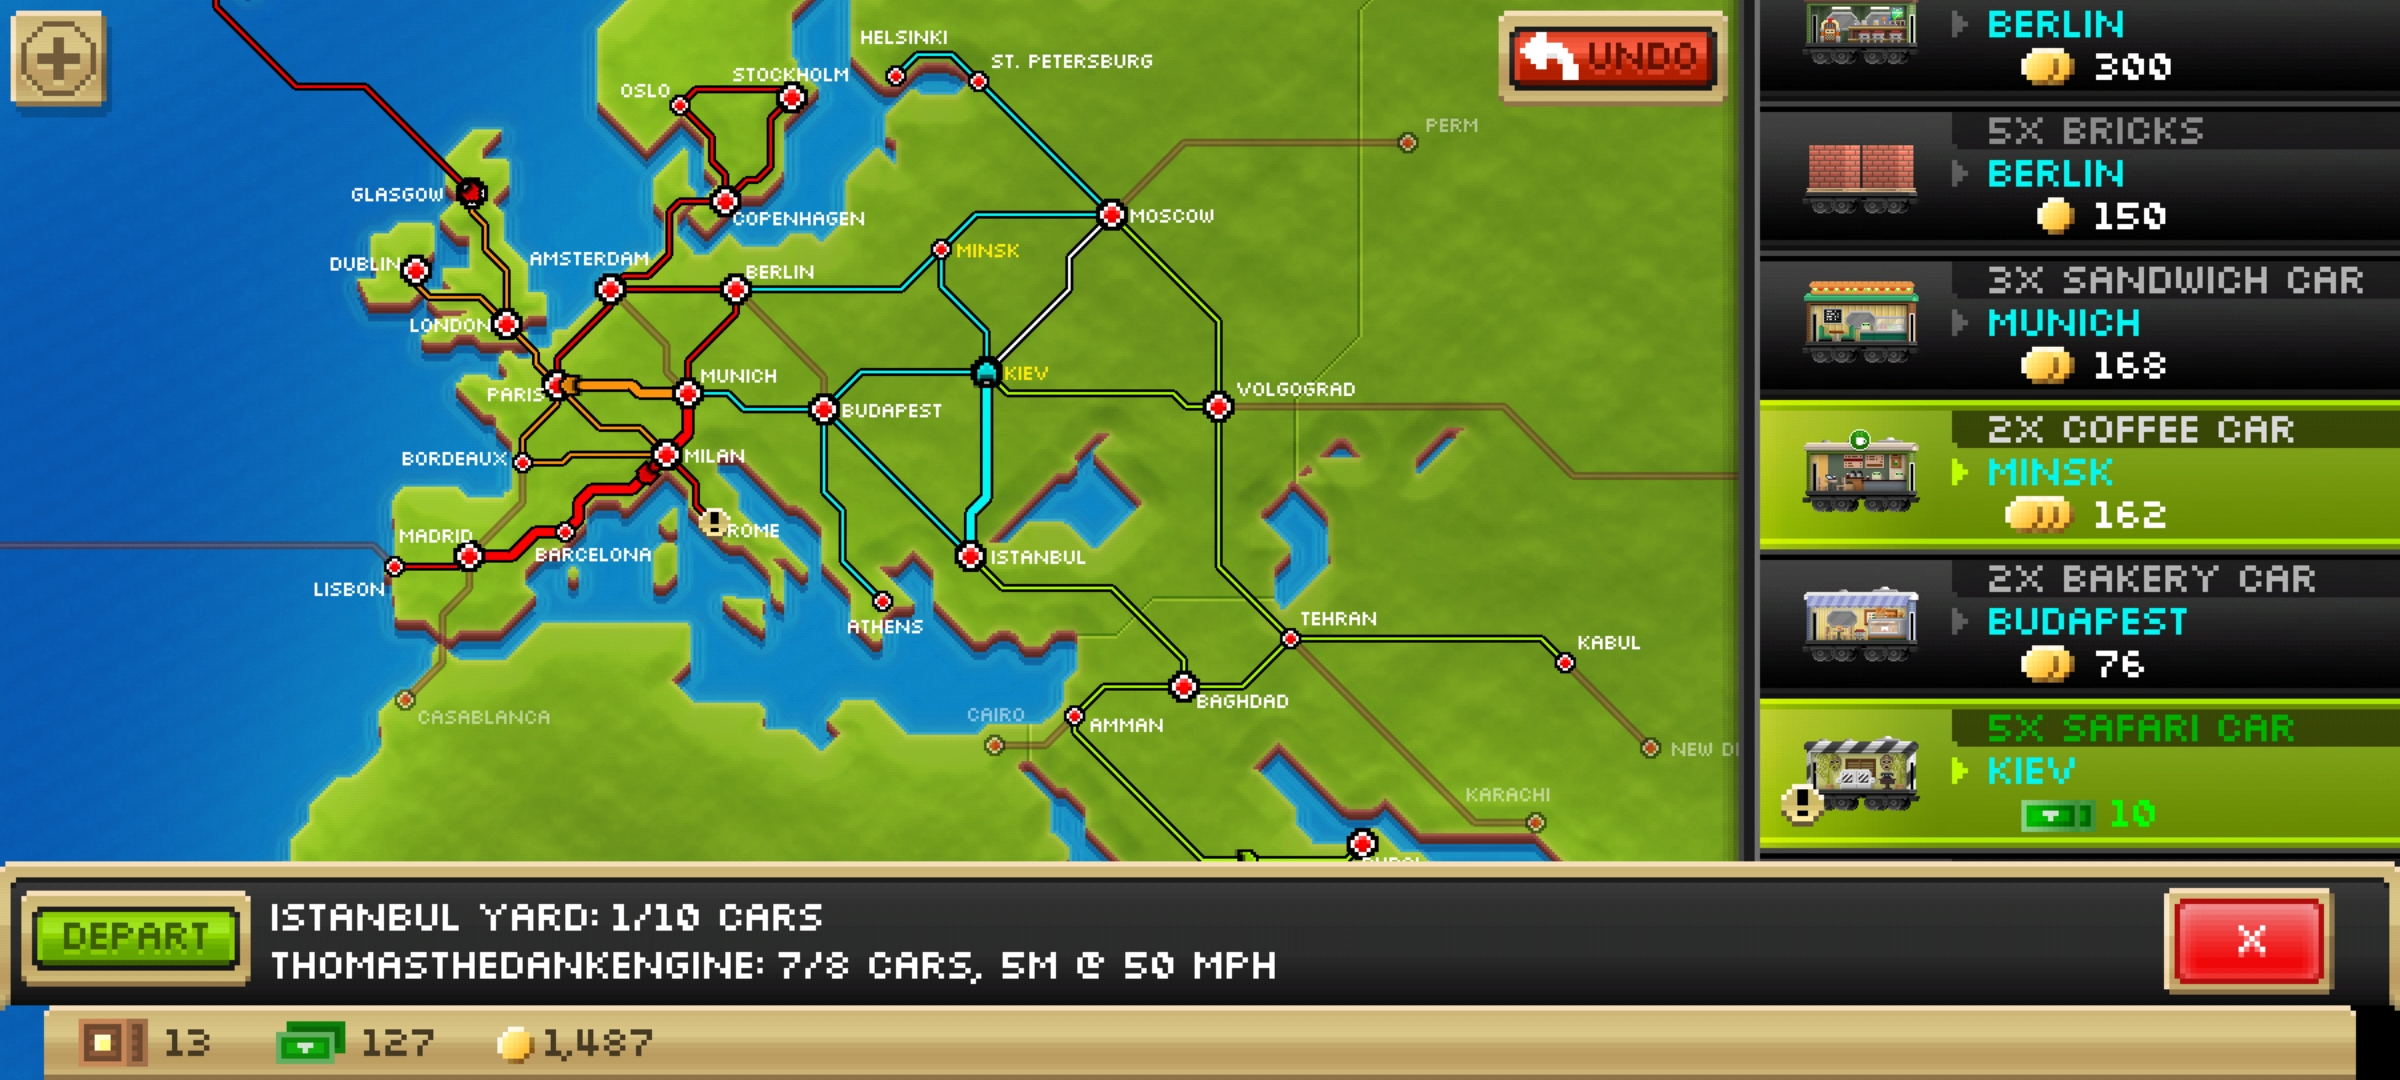 HELSINKI
ST. PETERSBURG
STOCKHOLM
OSLO
UNDO
PERM
GLASGOW
COPENHAGEN
MOSCOW
DUBLIN
AMSTERDAM
MINSK
BERLIN
LONDON
PARIS
MUNICH
KIEV
VOLGOGRAD
BUDAPEST
BORDEAUX
MILAN
MADRID
ROME
BARCELONA
ISTANBUL
LISBON
ATHENS
TEHRAN
KABUL
CASABLANCA
CAIRO
AMMAN
BAGHDAD
NEW D
KARACHI
BERLIN
300
5X BRICKS
BERLIN
150
3X SANDWICH CAR
MUNICH
168
2X COFFEE CAR
MINSK
162
2X BAKERY CAR
BUDAPEST
76
5X SAFARI CAR
KIEV
10
DEPART
ISTANBUL YARD: 1/10 CARS
THOMASTHEDANKENGINE: 7/8 CARS, 5M @ 50 MPH
X
13
127
1,487